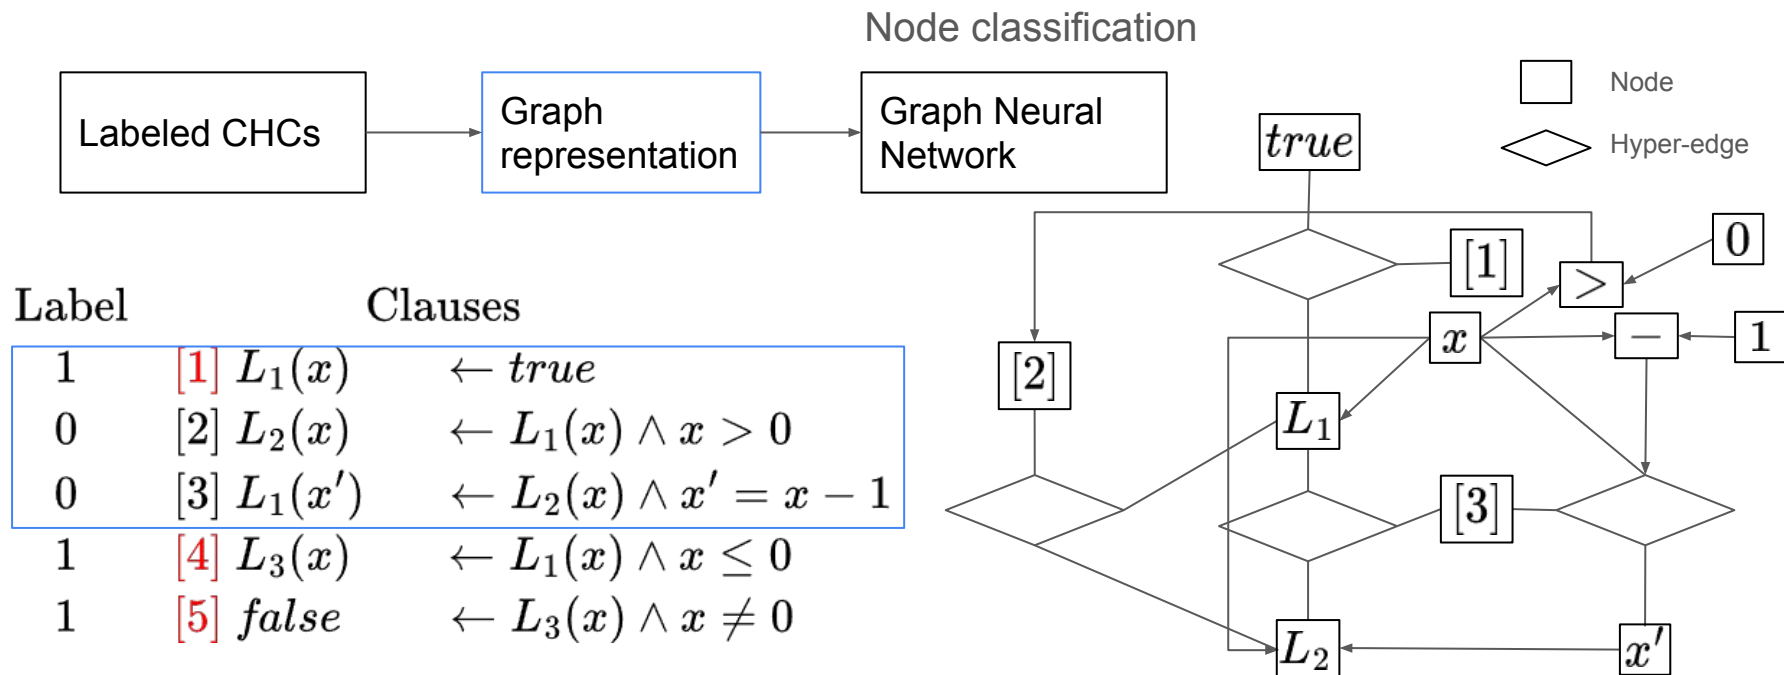 Node classification
Labeled CHCs
Graph representation
Graph Neural Network
Node
Hyper-edge
true
[1]
0
>
x
−
1
[2]
L₁
[3]
L₂
x′
Label Clauses
1 [1] L₁(x) ← true
0 [2] L₂(x) ← L₁(x) ∧ x > 0
0 [3] L₁(x′) ← L₂(x) ∧ x′ = x − 1
1 [4] L₃(x) ← L₁(x) ∧ x ≤ 0
1 [5] false ← L₃(x) ∧ x ≠ 0